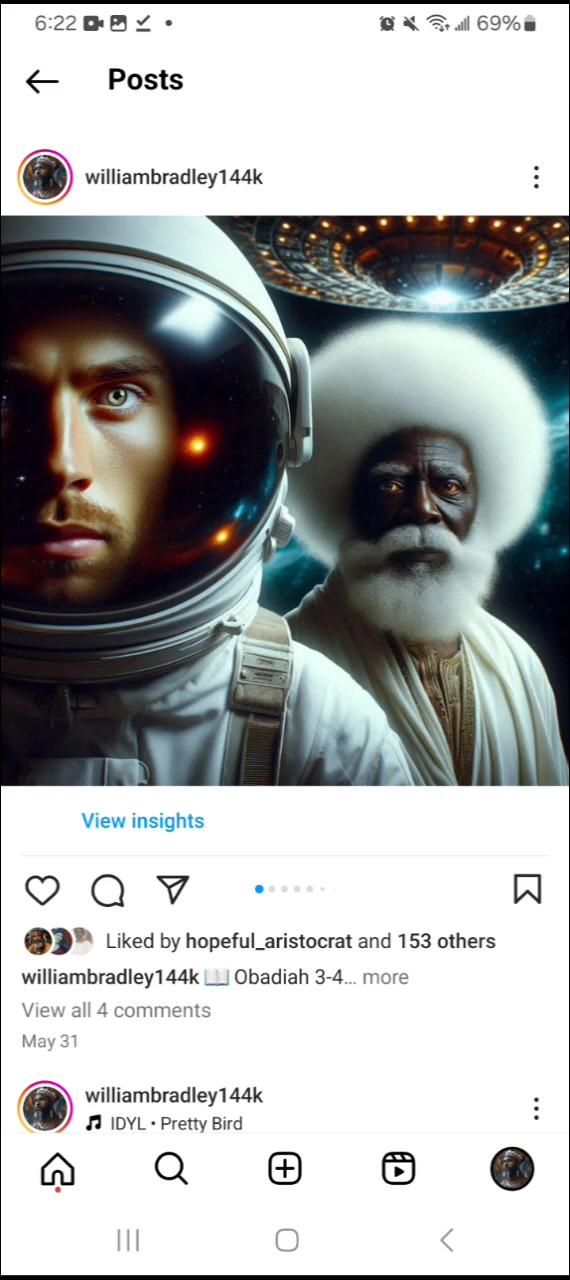 6:22
69%
Posts
williambradley144k
View insights
Liked by hopeful_aristocrat and 153 others
williambradley144k 📖 Obadiah 3-4... more
View all 4 comments
May 31
williambradley144k
IDYL • Pretty Bird